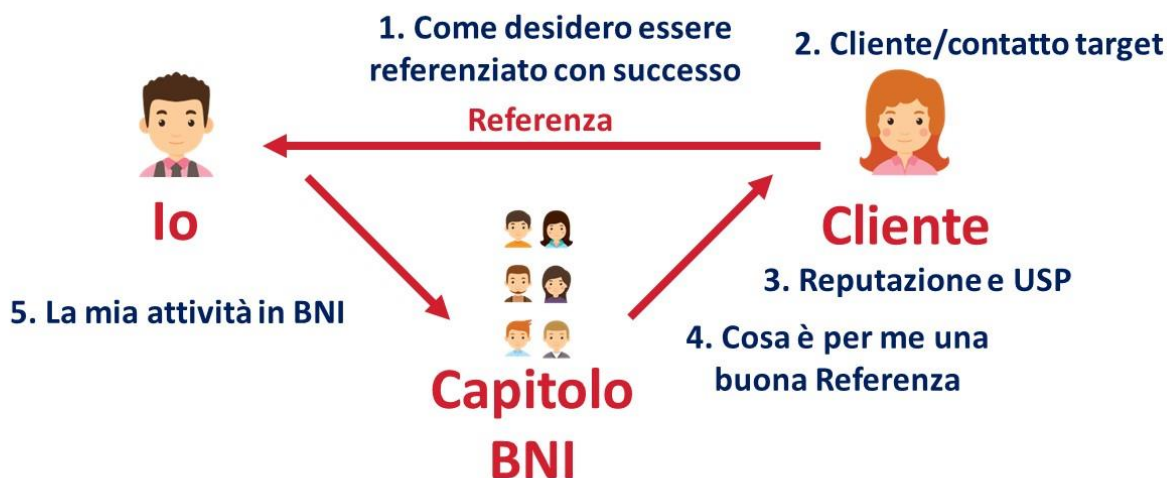 1. Come desidero essere
referenziato con successo
2. Cliente/contatto target
Referenza
Io
Cliente
3. Reputazione e USP
5. La mia attività in BNI
4. Cosa è per me una
buona Referenza
Capitolo
BNI